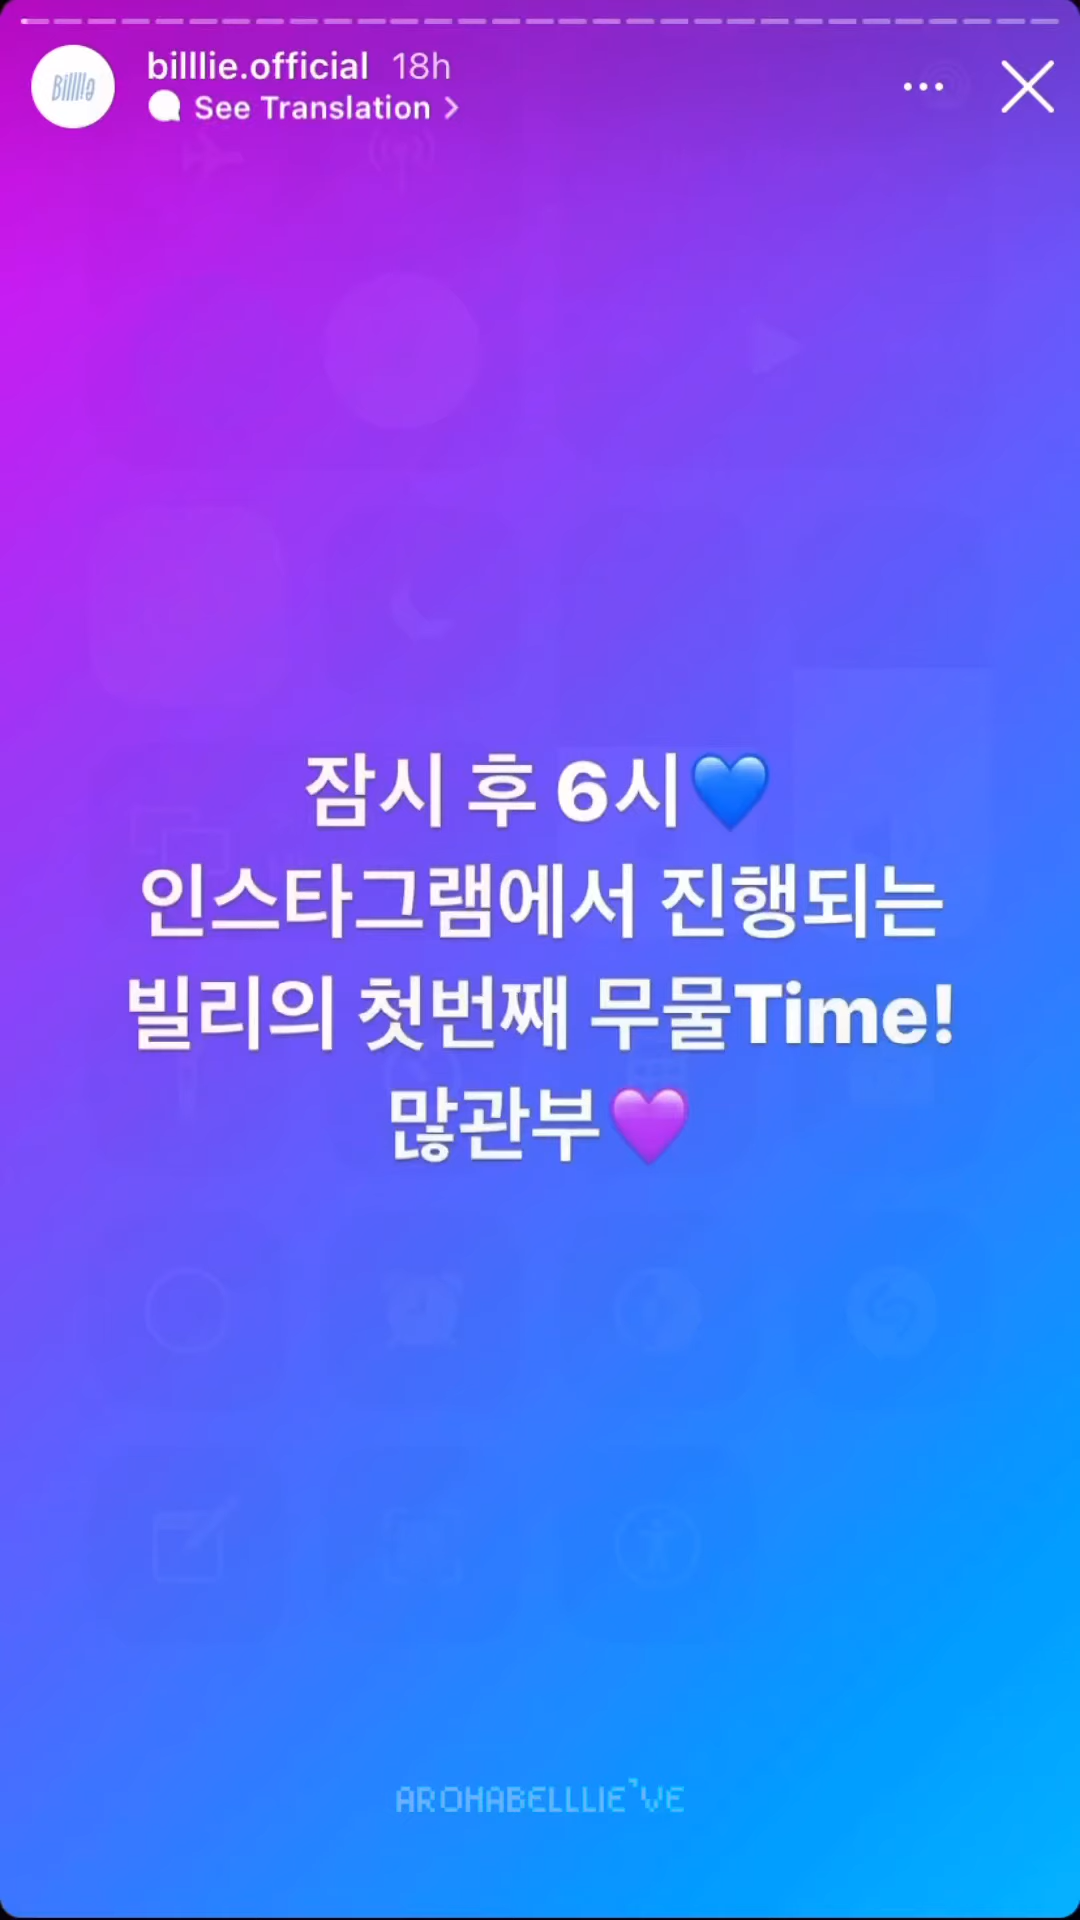 Billlie
billlie.official 18h
See Translation >
잠시 후 6시💙
인스타그램에서 진행되는
빌리의 첫번째 무물Time!
많관부💜
AROHABELLLIE'VE